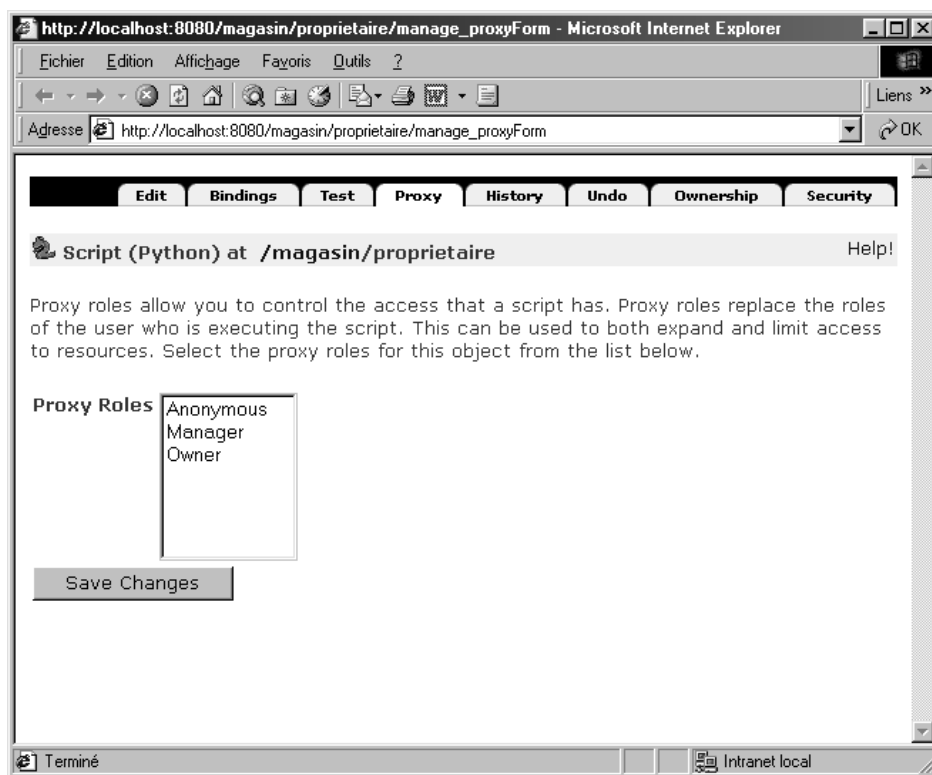 http://localhost:8080/magasin/proprietaire/manage_proxyForm - Microsoft Internet Explorer
Fichier Edition Affichage Favoris Outils ?
Liens »
Adresse http://localhost:8080/magasin/proprietaire/manage_proxyForm OK
Edit Bindings Test Proxy History Undo Ownership Security
Script (Python) at /magasin/proprietaire Help!
Proxy roles allow you to control the access that a script has. Proxy roles replace the roles
of the user who is executing the script. This can be used to both expand and limit access
to resources. Select the proxy roles for this object from the list below.
Proxy Roles Anonymous
Manager
Owner
Save Changes
Terminé Intranet local